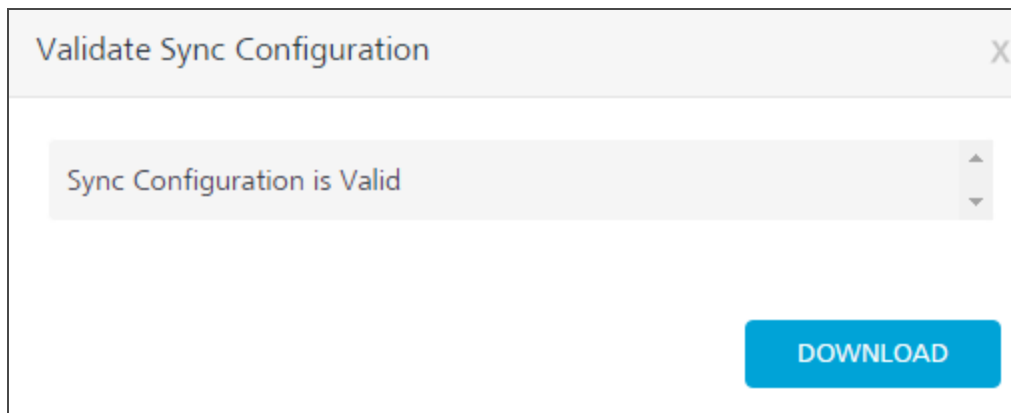 Validate Sync Configuration
X
Sync Configuration is Valid
DOWNLOAD